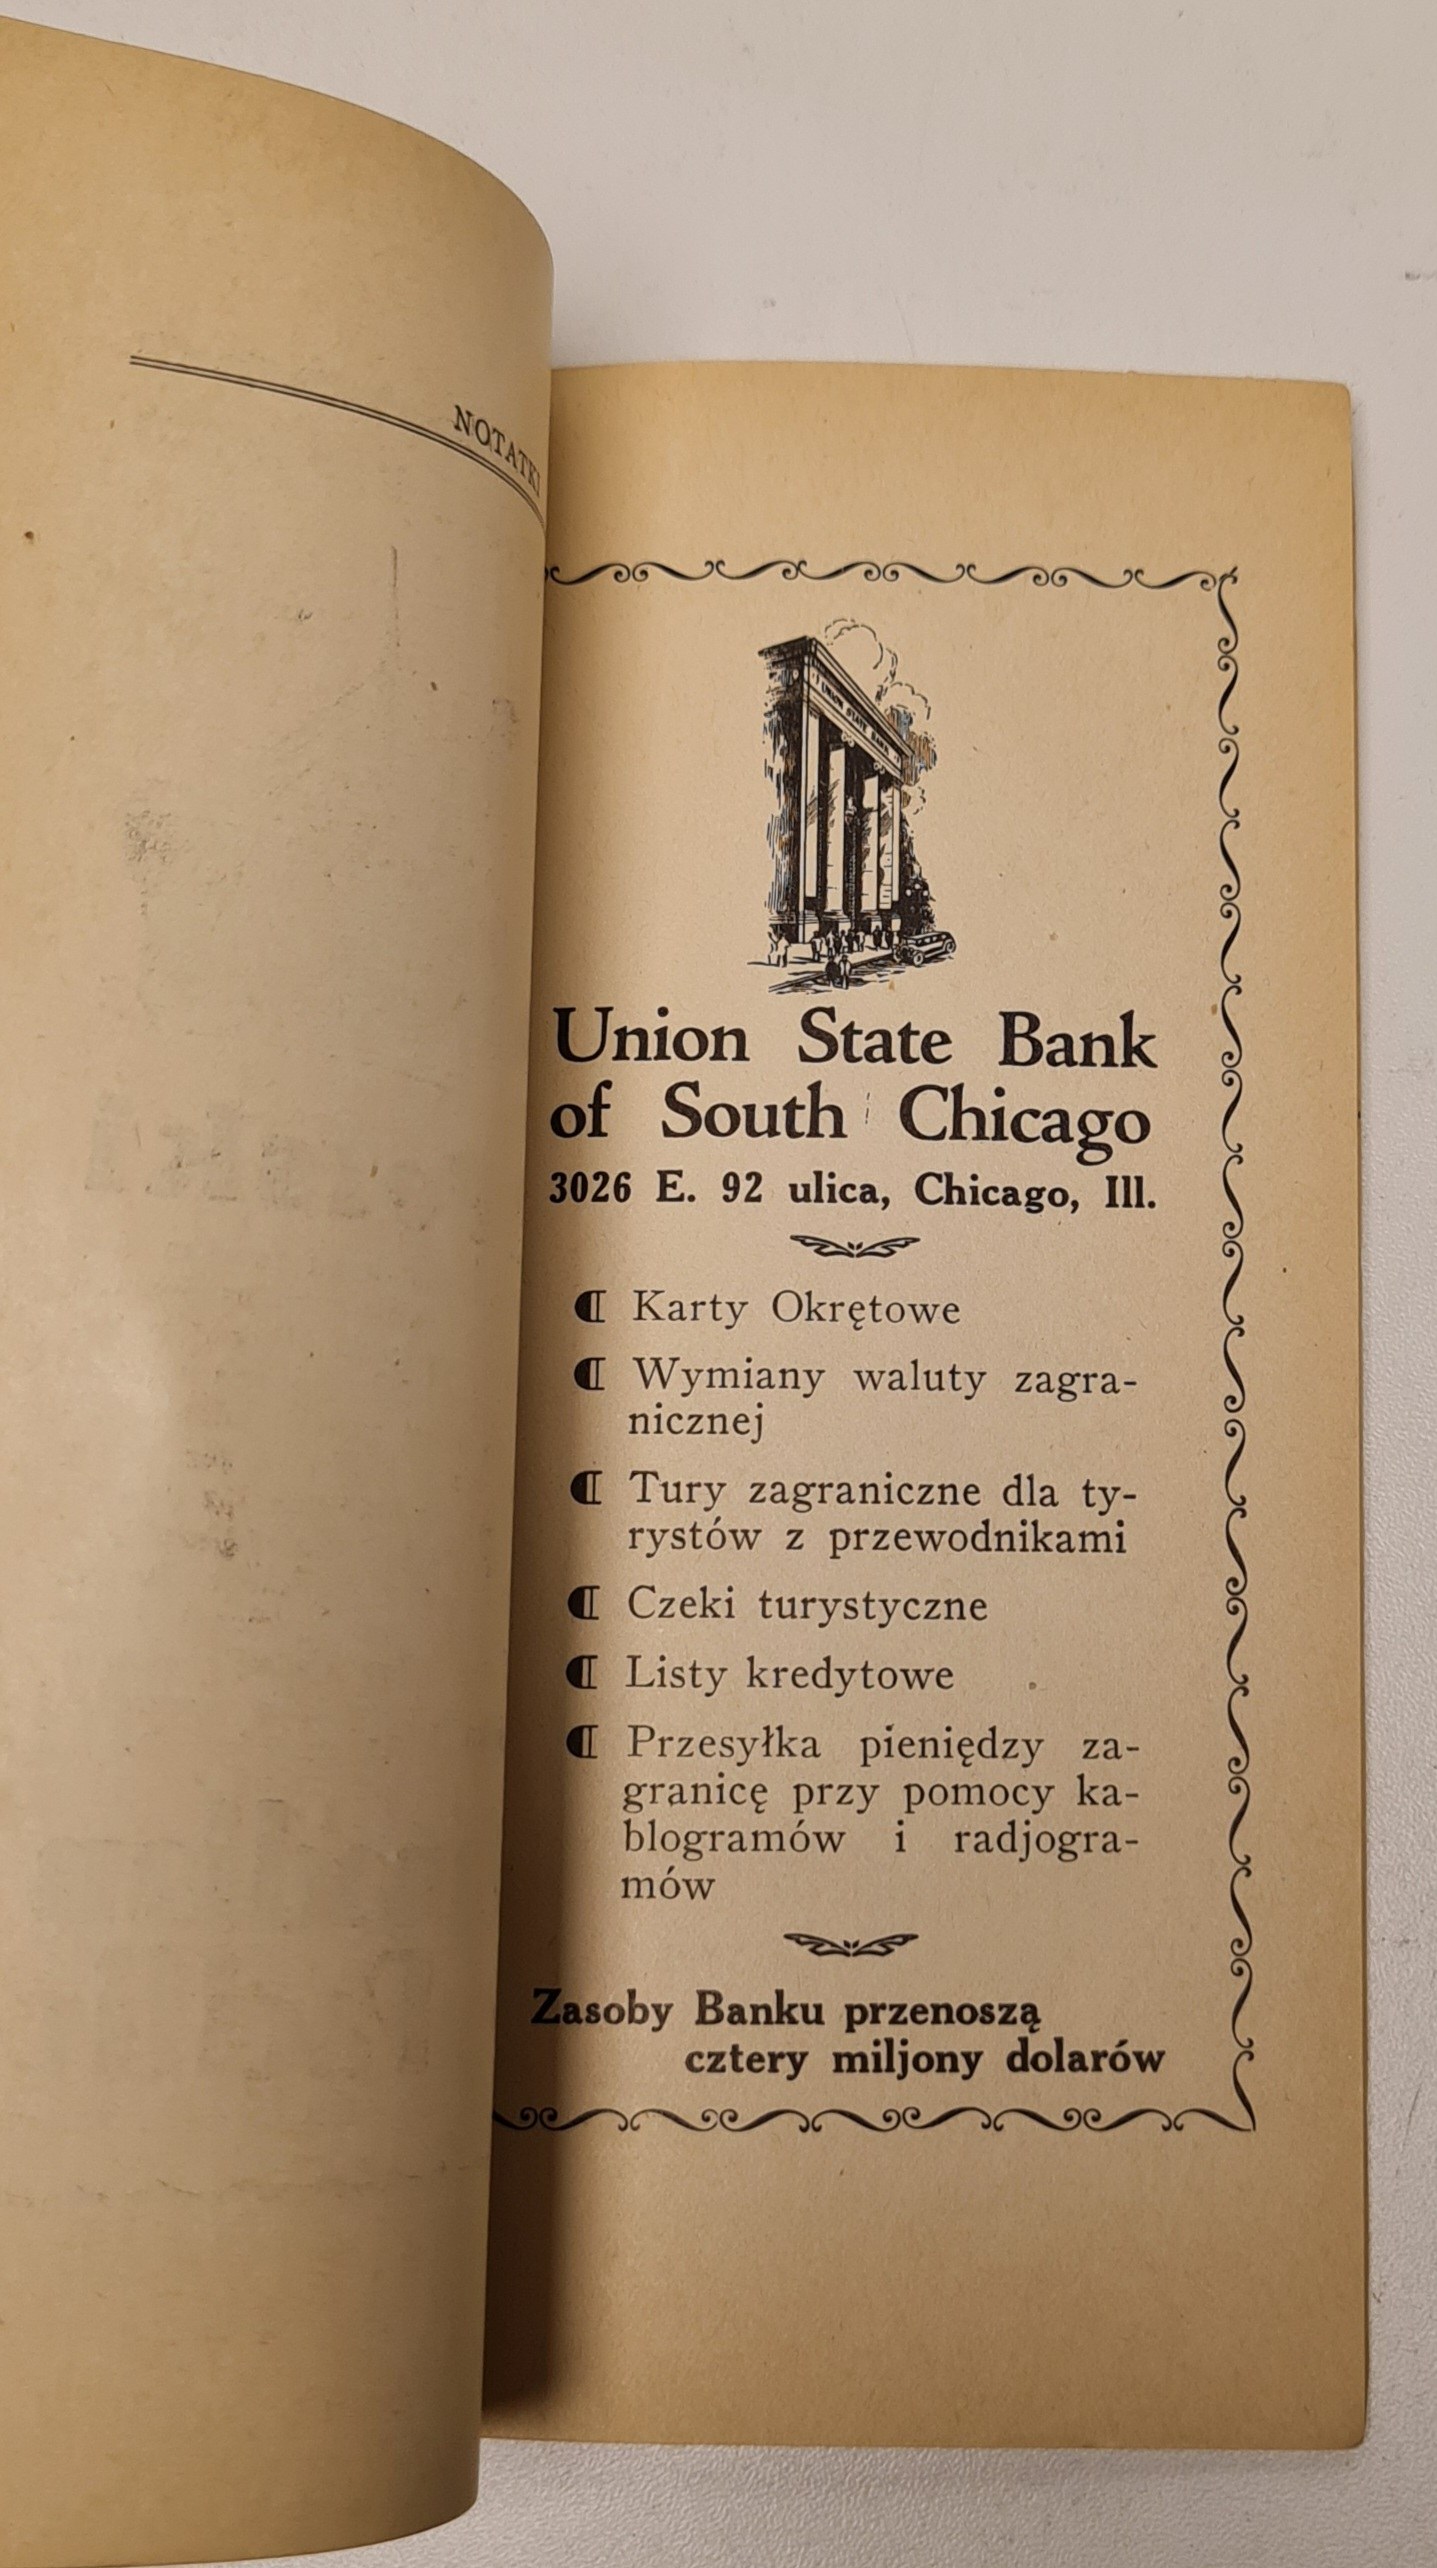 NOTATKI
UNION STATE BANK
Union State Bank
of South Chicago
3026 E. 92 ulica, Chicago, Ill.
¶ Karty Okrętowe
¶ Wymiany waluty zagra-
nicznej
¶ Tury zagraniczne dla ty-
rystów z przewodnikami
¶ Czeki turystyczne
¶ Listy kredytowe
¶ Przesyłka pieniędzy za-
granicę przy pomocy ka-
blogramów i radjogra-
mów
Zasoby Banku przenoszą
cztery miljony dolarów